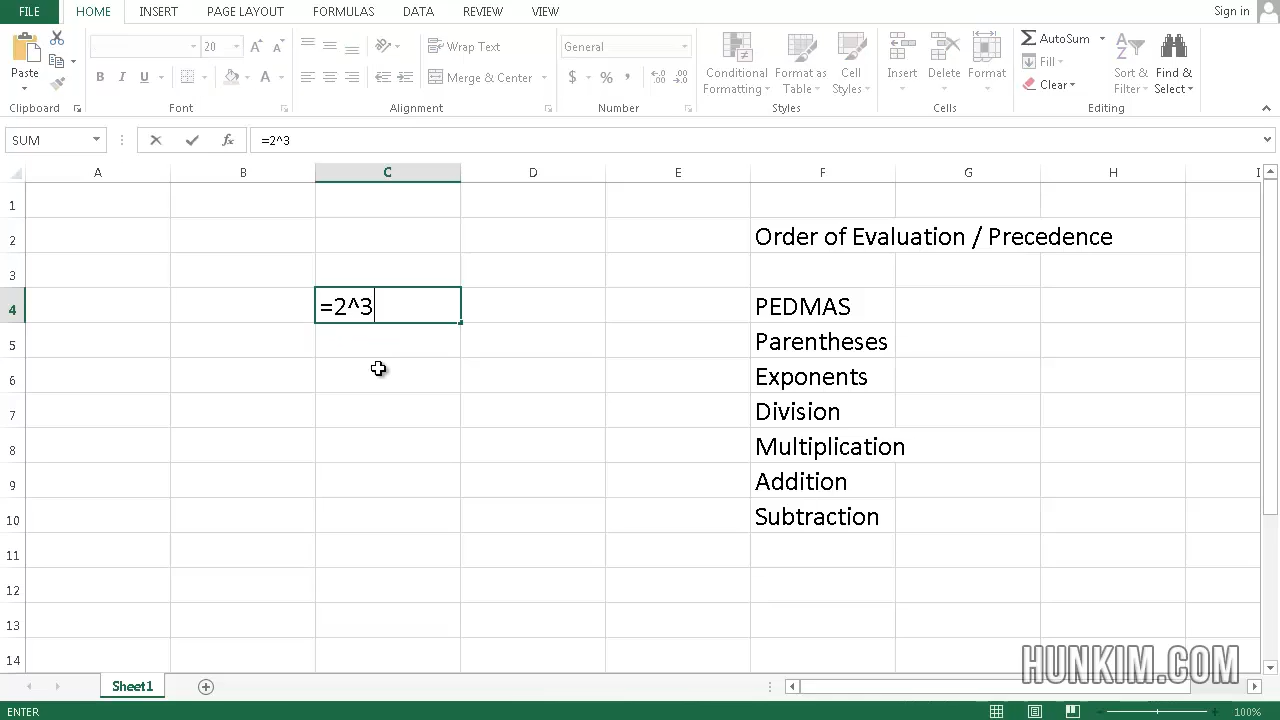 FILE HOME INSERT PAGE LAYOUT FORMULAS DATA REVIEW VIEW Sign in
Paste
20
Wrap Text
General
Conditional Formatting
Format as Table
Cell Styles
Insert
Delete
Format
AutoSum
Fill
Clear
Sort & Filter
Find & Select
B I U A
Merge & Center
$ % ,
Clipboard Font Alignment Number Styles Cells Editing
SUM fx =2^3
A B C D E F G H I
1
2 Order of Evaluation / Precedence
3
4 =2^3 PEDMAS
5 Parentheses
6 Exponents
7 Division
8 Multiplication
9 Addition
10 Subtraction
11
12
13
14
HUNKIM.COM
Sheet1
ENTER 100%